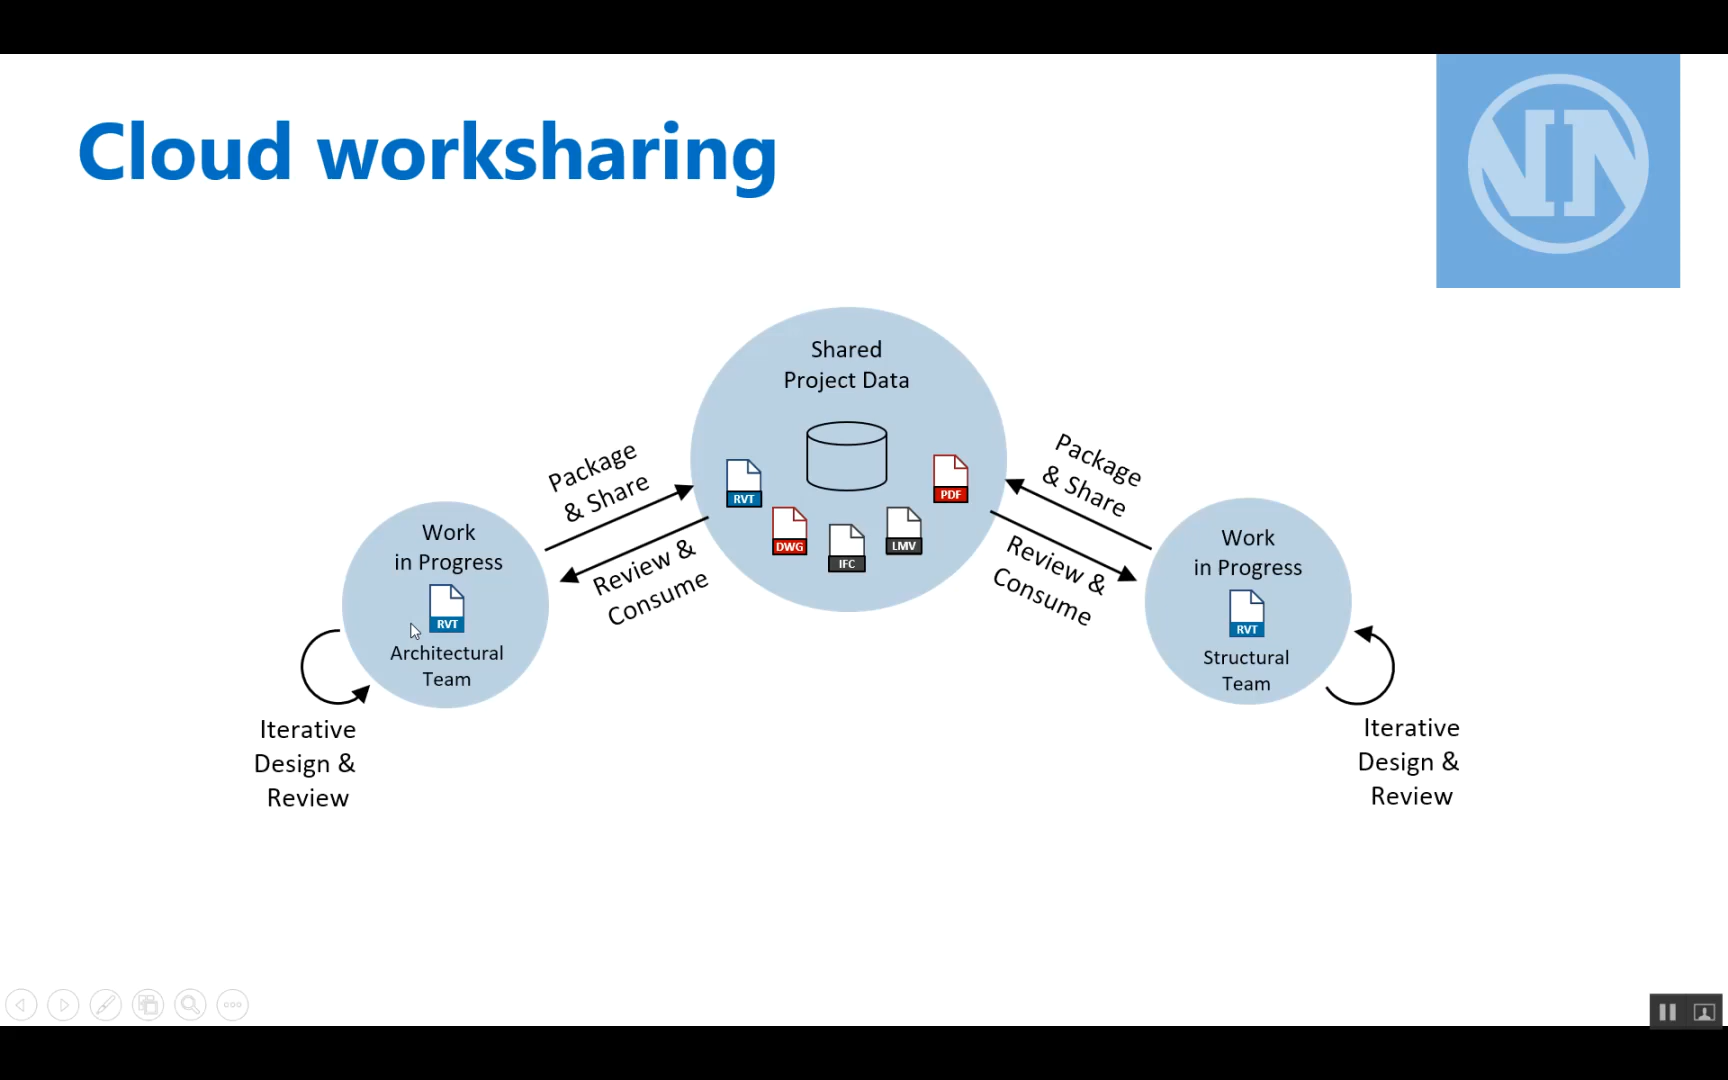 Cloud worksharing
Shared
Project Data
RVT
DWG
IFC
LMV
PDF
Package
& Share
Review &
Consume
Package
& Share
Review &
Consume
Work
in Progress
RVT
Architectural
Team
Iterative
Design &
Review
Work
in Progress
RVT
Structural
Team
Iterative
Design &
Review